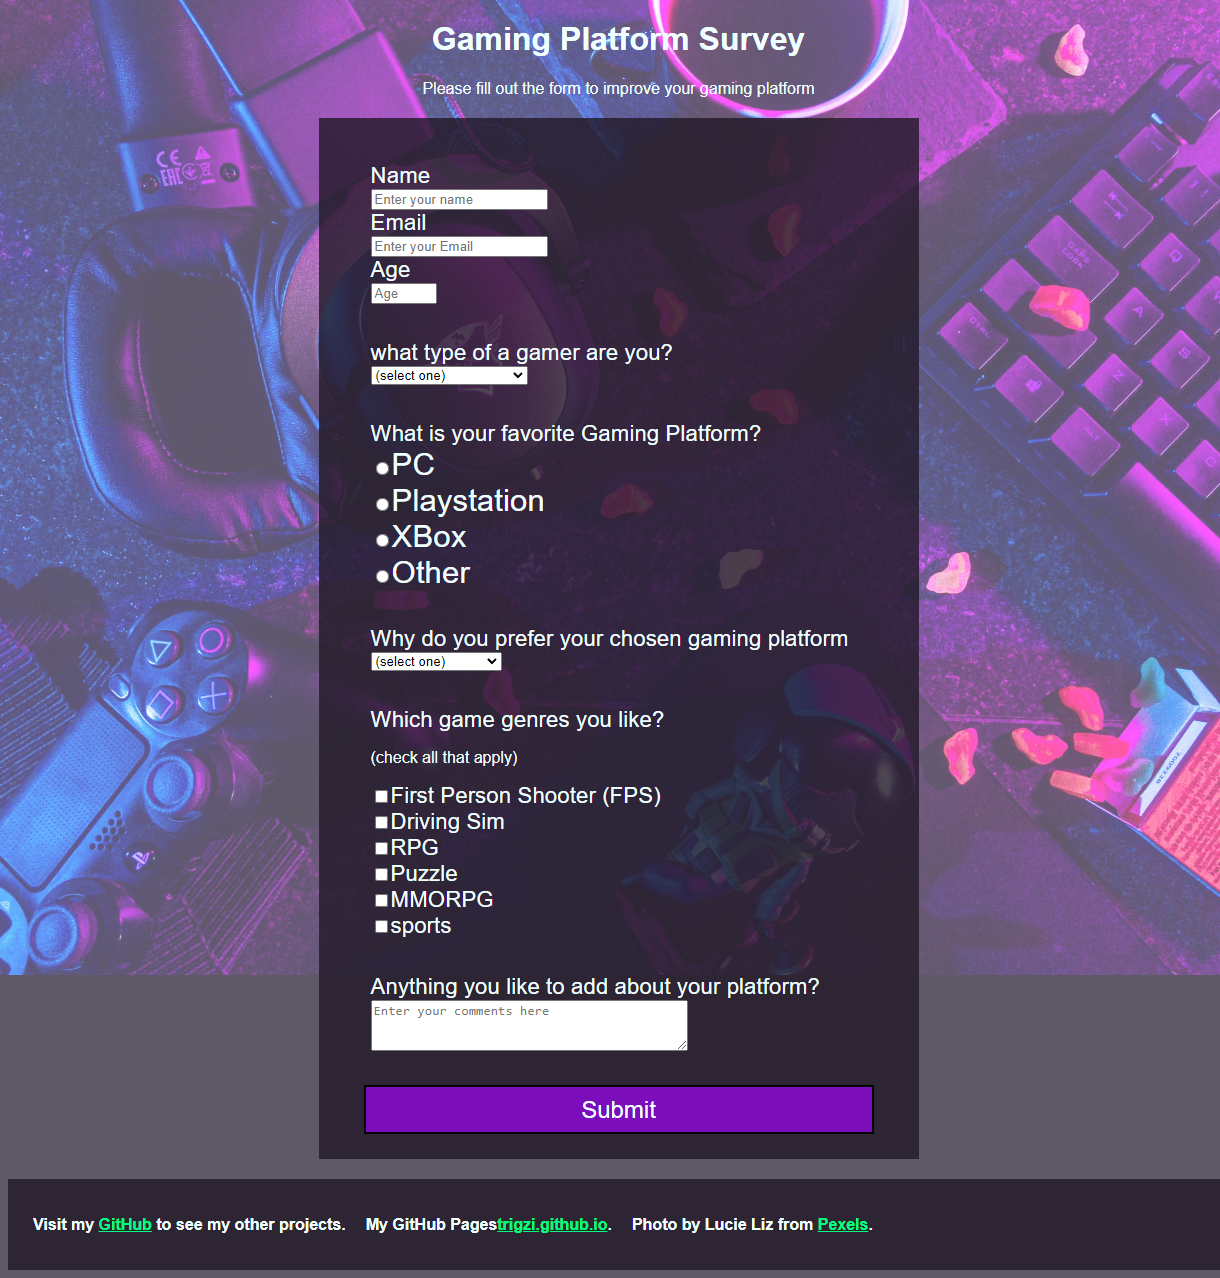 Gaming Platform Survey
Please fill out the form to improve your gaming platform
Name
Enter your name
Email
Enter your Email
Age
Age
what type of a gamer are you?
(select one)
What is your favorite Gaming Platform?
PC
Playstation
XBox
Other
Why do you prefer your chosen gaming platform
(select one)
Which game genres you like?
(check all that apply)
First Person Shooter (FPS)
Driving Sim
RPG
Puzzle
MMORPG
sports
Anything you like to add about your platform?
Enter your comments here
Submit
Visit my GitHub to see my other projects. My GitHub Pagestrigzi.github.io. Photo by Lucie Liz from Pexels.